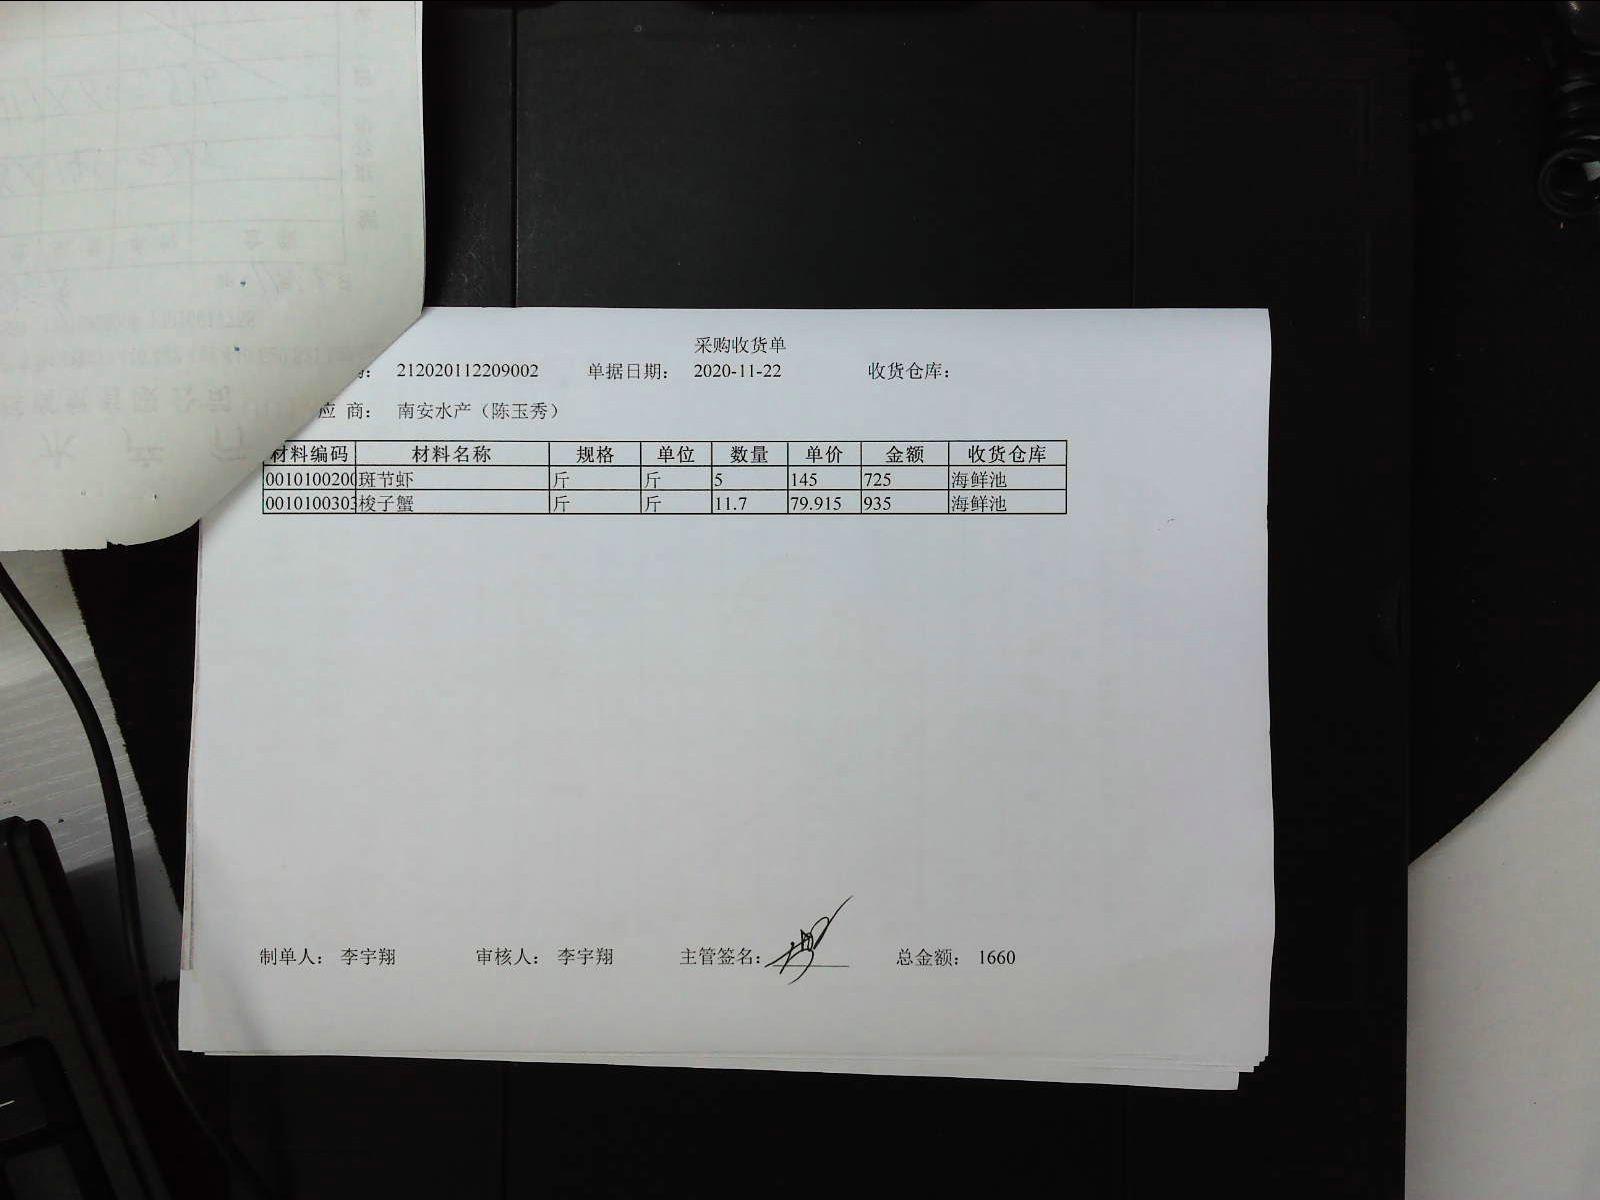 采购收货单
212020112209002 单据日期: 2020-11-22 收货仓库:
应 商: 南安水产（陈玉秀）
材料编码 材料名称 规格 单位 数量 单价 金额 收货仓库
0010100200 斑节虾 斤 斤 5 145 725 海鲜池
0010100303 梭子蟹 斤 斤 11.7 79.915 935 海鲜池
制单人: 李宇翔 审核人: 李宇翔 主管签名: 总金额: 1660